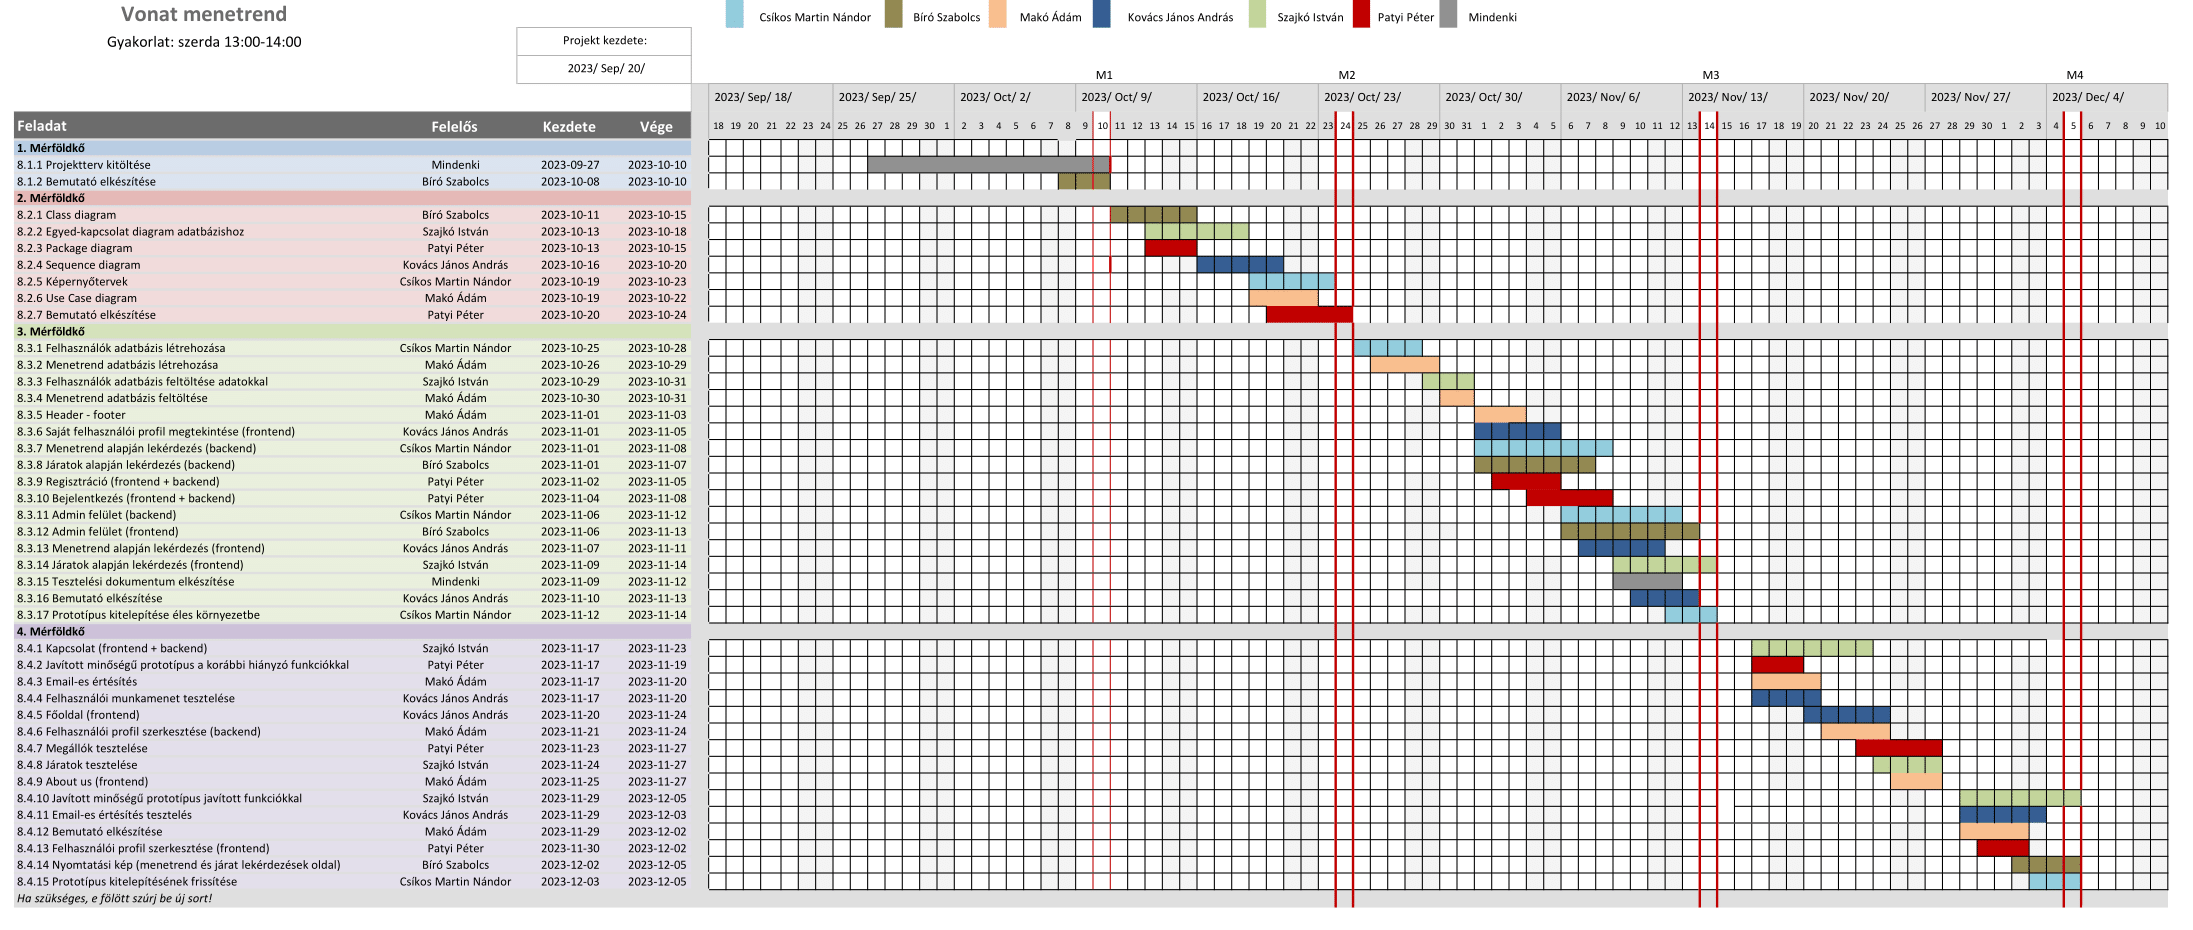 Vonat menetrend
Gyakorlat: szerda 13:00-14:00
Csíkos Martin Nándor Bíró Szabolcs Makó Ádám Kovács János András Szajkó István Patyi Péter Mindenki
Projekt kezdete:
2023/ Sep/ 20/
M1 M2 M3 M4
2023/ Sep/ 18/ 2023/ Sep/ 25/ 2023/ Oct/ 2/ 2023/ Oct/ 9/ 2023/ Oct/ 16/ 2023/ Oct/ 23/ 2023/ Oct/ 30/ 2023/ Nov/ 6/ 2023/ Nov/ 13/ 2023/ Nov/ 20/ 2023/ Nov/ 27/ 2023/ Dec/ 4/
Feladat Felelős Kezdete Vége 18 19 20 21 22 23 24 25 26 27 28 29 30 1 2 3 4 5 6 7 8 9 10 11 12 13 14 15 16 17 18 19 20 21 22 23 24 25 26 27 28 29 30 31 1 2 3 4 5 6 7 8 9 10 11 12 13 14 15 16 17 18 19 20 21 22 23 24 25 26 27 28 29 30 1 2 3 4 5 6 7 8 9 10
1. Mérföldkő
8.1.1 Projektterv kitöltése Mindenki 2023-09-27 2023-10-10
8.1.2 Bemutató elkészítése Bíró Szabolcs 2023-10-08 2023-10-10
2. Mérföldkő
8.2.1 Class diagram Bíró Szabolcs 2023-10-11 2023-10-15
8.2.2 Egyed-kapcsolat diagram adatbázishoz Szajkó István 2023-10-13 2023-10-18
8.2.3 Package diagram Patyi Péter 2023-10-13 2023-10-15
8.2.4 Sequence diagram Kovács János András 2023-10-16 2023-10-20
8.2.5 Képernyőtervek Csíkos Martin Nándor 2023-10-19 2023-10-23
8.2.6 Use Case diagram Makó Ádám 2023-10-19 2023-10-22
8.2.7 Bemutató elkészítése Patyi Péter 2023-10-20 2023-10-24
3. Mérföldkő
8.3.1 Felhasználók adatbázis létrehozása Csíkos Martin Nándor 2023-10-25 2023-10-28
8.3.2 Menetrend adatbázis létrehozása Makó Ádám 2023-10-26 2023-10-29
8.3.3 Felhasználók adatbázis feltöltése adatokkal Szajkó István 2023-10-29 2023-10-31
8.3.4 Menetrend adatbázis feltöltése Makó Ádám 2023-10-30 2023-10-31
8.3.5 Header - footer Makó Ádám 2023-11-01 2023-11-03
8.3.6 Saját felhasználói profil megtekintése (frontend) Kovács János András 2023-11-01 2023-11-05
8.3.7 Menetrend alapján lekérdezés (backend) Csíkos Martin Nándor 2023-11-01 2023-11-08
8.3.8 Járatok alapján lekérdezés (backend) Bíró Szabolcs 2023-11-01 2023-11-07
8.3.9 Regisztráció (frontend + backend) Patyi Péter 2023-11-02 2023-11-05
8.3.10 Bejelentkezés (frontend + backend) Patyi Péter 2023-11-04 2023-11-08
8.3.11 Admin felület (backend) Csíkos Martin Nándor 2023-11-06 2023-11-12
8.3.12 Admin felület (frontend) Bíró Szabolcs 2023-11-06 2023-11-13
8.3.13 Menetrend alapján lekérdezés (frontend) Kovács János András 2023-11-07 2023-11-11
8.3.14 Járatok alapján lekérdezés (frontend) Szajkó István 2023-11-09 2023-11-14
8.3.15 Tesztelési dokumentum elkészítése Mindenki 2023-11-09 2023-11-12
8.3.16 Bemutató elkészítése Kovács János András 2023-11-10 2023-11-13
8.3.17 Prototípus kitelepítése éles környezetbe Csíkos Martin Nándor 2023-11-12 2023-11-14
4. Mérföldkő
8.4.1 Kapcsolat (frontend + backend) Szajkó István 2023-11-17 2023-11-23
8.4.2 Javított minőségű prototípus a korábbi hiányzó funkciókkal Patyi Péter 2023-11-17 2023-11-19
8.4.3 Email-es értésítés Makó Ádám 2023-11-17 2023-11-20
8.4.4 Felhasználói munkamenet tesztelése Kovács János András 2023-11-17 2023-11-20
8.4.5 Főoldal (frontend) Kovács János András 2023-11-20 2023-11-24
8.4.6 Felhasználói profil szerkesztése (backend) Makó Ádám 2023-11-21 2023-11-24
8.4.7 Megállók tesztelése Patyi Péter 2023-11-23 2023-11-27
8.4.8 Járatok tesztelése Szajkó István 2023-11-24 2023-11-27
8.4.9 About us (frontend) Makó Ádám 2023-11-25 2023-11-27
8.4.10 Javított minőségű prototípus javított funkciókkal Szajkó István 2023-11-29 2023-12-05
8.4.11 Email-es értésítés tesztelés Kovács János András 2023-11-29 2023-12-03
8.4.12 Bemutató elkészítése Makó Ádám 2023-11-29 2023-12-02
8.4.13 Felhasználói profil szerkesztése (frontend) Patyi Péter 2023-11-30 2023-12-02
8.4.14 Nyomtatási kép (menetrend és járat lekérdezések oldal) Bíró Szabolcs 2023-12-02 2023-12-05
8.4.15 Prototípus kitelepítésének frissítése Csíkos Martin Nándor 2023-12-03 2023-12-05
Ha szükséges, e fölött szúrj be új sort!